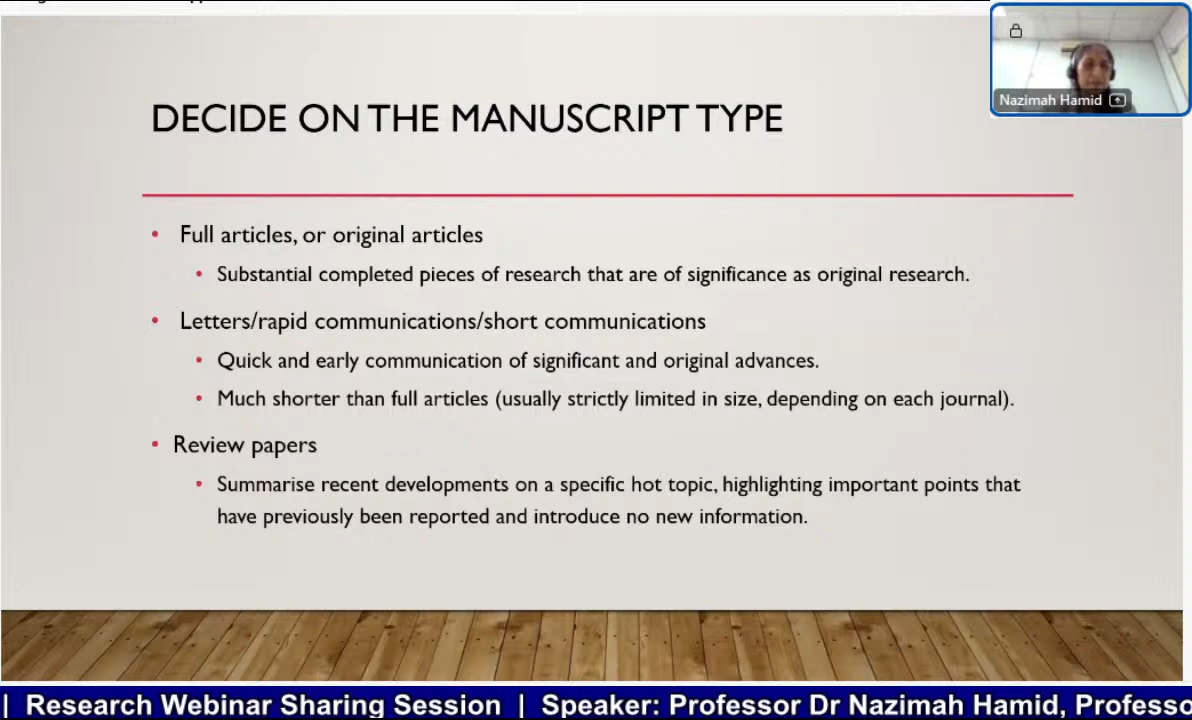 DECIDE ON THE MANUSCRIPT TYPE
Nazimah Hamid
• Full articles, or original articles
• Substantial completed pieces of research that are of significance as original research.
• Letters/rapid communications/short communications
• Quick and early communication of significant and original advances.
• Much shorter than full articles (usually strictly limited in size, depending on each journal).
• Review papers
• Summarise recent developments on a specific hot topic, highlighting important points that
have previously been reported and introduce no new information.
| Research Webinar Sharing Session | Speaker: Professor Dr Nazimah Hamid, Professo